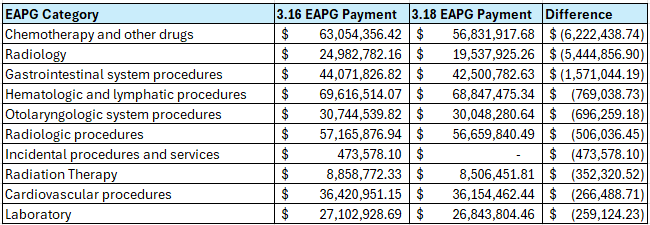 EAPG Category 3.16 EAPG Payment 3.18 EAPG Payment Difference
Chemotherapy and other drugs $ 63,054,356.42 $ 56,831,917.68 $ (6,222,438.74)
Radiology $ 24,982,782.16 $ 19,537,925.26 $ (5,444,856.90)
Gastrointestinal system procedures $ 44,071,826.82 $ 42,500,782.63 $ (1,571,044.19)
Hematologic and lymphatic procedures $ 69,616,514.07 $ 68,847,475.34 $ (769,038.73)
Otolaryngologic system procedures $ 30,744,539.82 $ 30,048,280.64 $ (696,259.18)
Radiologic procedures $ 57,165,876.94 $ 56,659,840.49 $ (506,036.45)
Incidental procedures and services $ 473,578.10 $ - $ (473,578.10)
Radiation Therapy $ 8,858,772.33 $ 8,506,451.81 $ (352,320.52)
Cardiovascular procedures $ 36,420,951.15 $ 36,154,462.44 $ (266,488.71)
Laboratory $ 27,102,928.69 $ 26,843,804.46 $ (259,124.23)